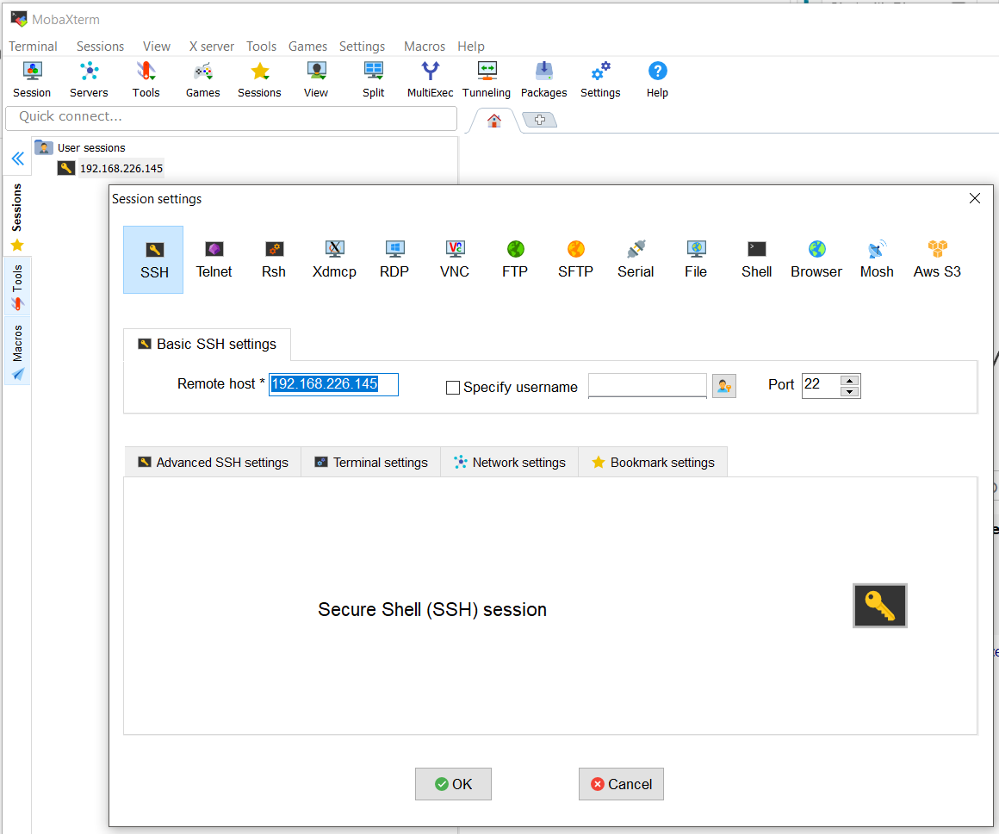 MobaXterm
Terminal Sessions View X server Tools Games Settings Macros Help
Session Servers Tools Games Sessions View Split MultiExec Tunneling Packages Settings Help
Quick connect...
User sessions
192.168.226.145
Sessions
Tools
Macros
Session settings
SSH Telnet Rsh Xdmcp RDP VNC FTP SFTP Serial File Shell Browser Mosh Aws S3
Basic SSH settings
Remote host * 192.168.226.145 Specify username Port 22
Advanced SSH settings Terminal settings Network settings Bookmark settings
Secure Shell (SSH) session
OK Cancel